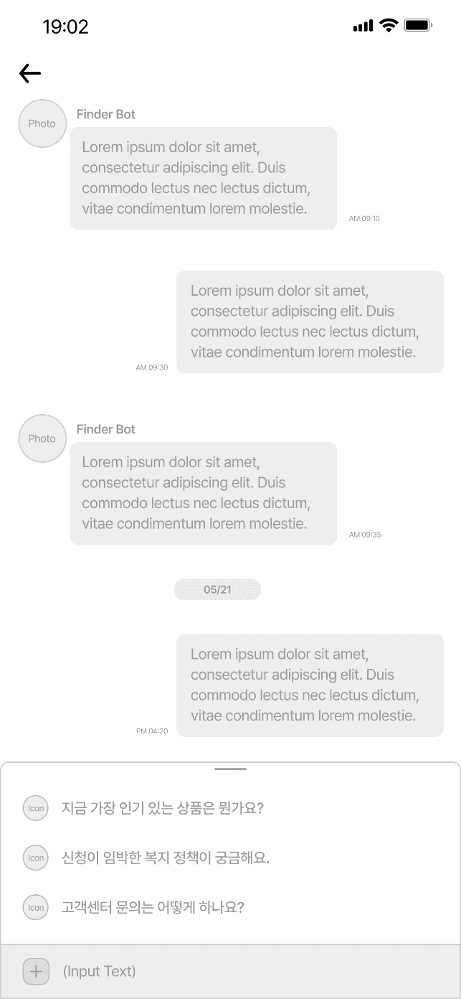 19:02
Photo
Finder Bot
Lorem ipsum dolor sit amet,
consectetur adipiscing elit. Duis
commodo lectus nec lectus dictum,
vitae condimentum lorem molestie.
AM 09:10
Lorem ipsum dolor sit amet,
consectetur adipiscing elit. Duis
commodo lectus nec lectus dictum,
vitae condimentum lorem molestie.
AM 09:30
Photo
Finder Bot
Lorem ipsum dolor sit amet,
consectetur adipiscing elit. Duis
commodo lectus nec lectus dictum,
vitae condimentum lorem molestie.
AM 09:35
05/21
Lorem ipsum dolor sit amet,
consectetur adipiscing elit. Duis
commodo lectus nec lectus dictum,
vitae condimentum lorem molestie.
PM 04:20
Icon 지금 가장 인기 있는 상품은 뭔가요?
Icon 신청이 임박한 복지 정책이 궁금해요.
Icon 고객센터 문의는 어떻게 하나요?
(Input Text)